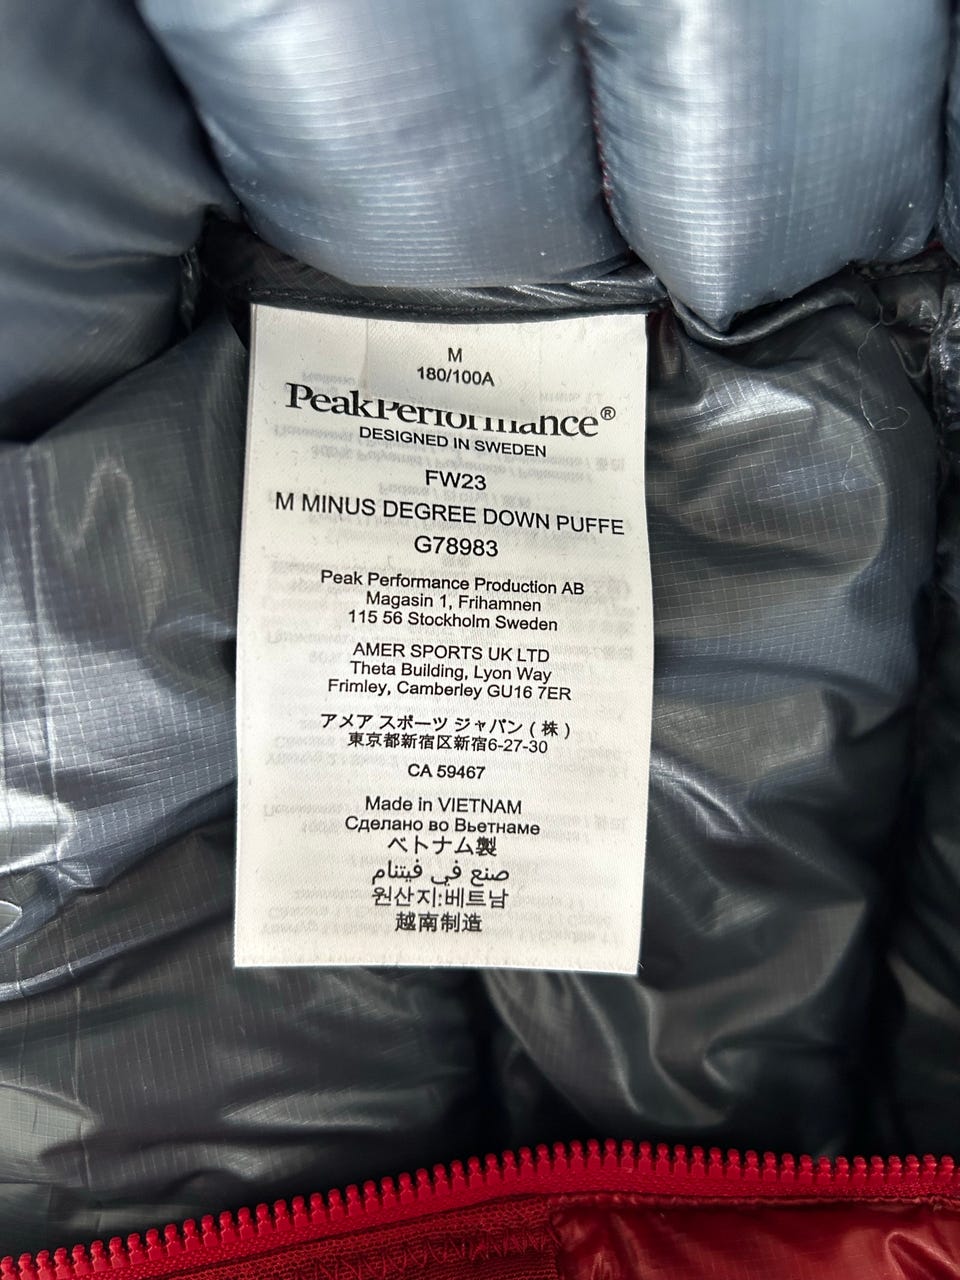 M
180/100A
PeakPerformance®
DESIGNED IN SWEDEN
FW23
M MINUS DEGREE DOWN PUFFE
G78983
Peak Performance Production AB
Magasin 1, Frihamnen
115 56 Stockholm Sweden
AMER SPORTS UK LTD
Theta Building, Lyon Way
Frimley, Camberley GU16 7ER
アメア スポーツ ジャパン ( 株 )
東京都新宿区新宿6-27-30
CA 59467
Made in VIETNAM
Сделано во Вьетнаме
ベトナム製
صنع في فيتنام
원산지:베트남
越南制造